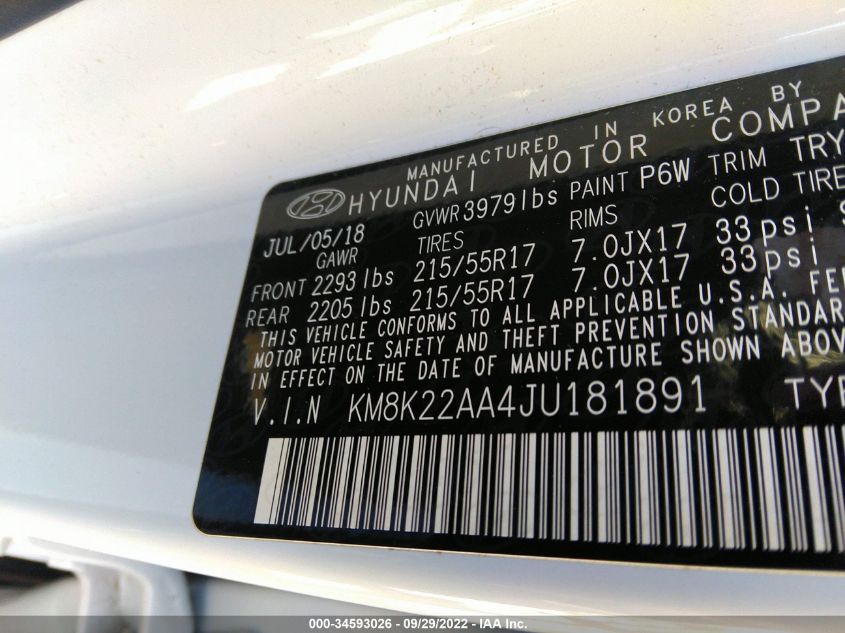 MANUFACTURED IN KOREA BY
HYUNDAI MOTOR COMPA
JUL/05/18 GVWR 3979lbs PAINT P6W TRIM TRY
GAWR TIRES RIMS COLD TIRE
FRONT 2293 lbs 215/55R17 7.0JX17 33 psi
REAR 2205 lbs 215/55R17 7.0JX17 33 psi
THIS VEHICLE CONFORMS TO ALL APPLICABLE U.S.A. FE
MOTOR VEHICLE SAFETY AND THEFT PREVENTION STANDAR
IN EFFECT ON THE DATE OF MANUFACTURE SHOWN ABOV
V.I.N KM8K22AA4JU181891 TYP
000-34593026 - 09/29/2022 - IAA Inc.